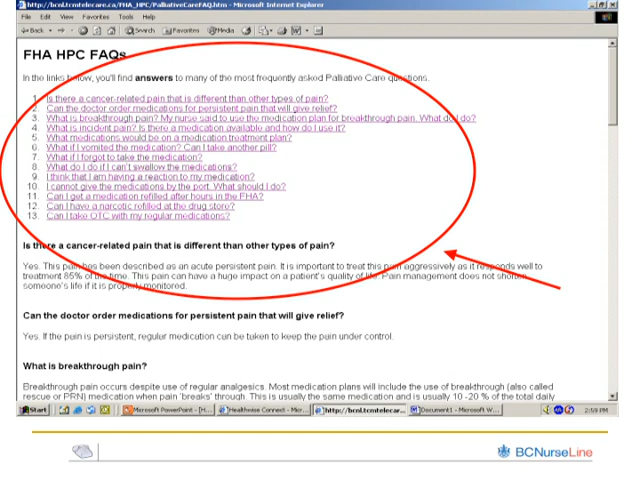 http://bcnl.tcmtelecare.ca/FHA_HPC/PalliativeCareFAQ.htm - Microsoft Internet Explorer
File Edit View Favorites Tools Help
Back Search Favorites Media
FHA HPC FAQs
In the links below, you'll find answers to many of the most frequently asked Palliative Care questions.
1. Is there a cancer-related pain that is different than other types of pain?
2. Can the doctor order medications for persistent pain that will give relief?
3. What is breakthrough pain? My nurse said to use the medication plan for breakthrough pain. What do I do?
4. What is incident pain? Is there a medication available and how do I use it?
5. What medications would be on a medication treatment plan?
6. What if I vomited the medication? Can I take another pill?
7. What if I forgot to take the medication?
8. What do I do if I can't swallow the medications?
9. I think that I am having a reaction to my medication?
10. I cannot give the medications by the port. What should I do?
11. Can I get a medication refilled after hours in the FHA?
12. Can I have a narcotic refilled at the drug store?
13. Can I take OTC with my regular medications?
Is there a cancer-related pain that is different than other types of pain?
Yes. This pain has been described as an acute persistent pain. It is important to treat this pain aggressively as it responds well to
treatment 85% of the time. This pain can have a huge impact on a patient's quality of life. Pain management does not shorten
someone's life if it is properly monitored.
Can the doctor order medications for persistent pain that will give relief?
Yes. If the pain is persistent, regular medication can be taken to keep the pain under control.
What is breakthrough pain?
Breakthrough pain occurs despite use of regular analgesics. Most medication plans will include the use of breakthrough (also called
rescue or PRN) medication when pain 'breaks' through. This is usually the same medication and is usually 10 -20 % of the total daily
Start Microsoft PowerPoint - [H... Healthwise Connect - Micr... http://bcnl.tcmtelecar... Document1 - Microsoft W... 2:59 PM
BCNurseLine